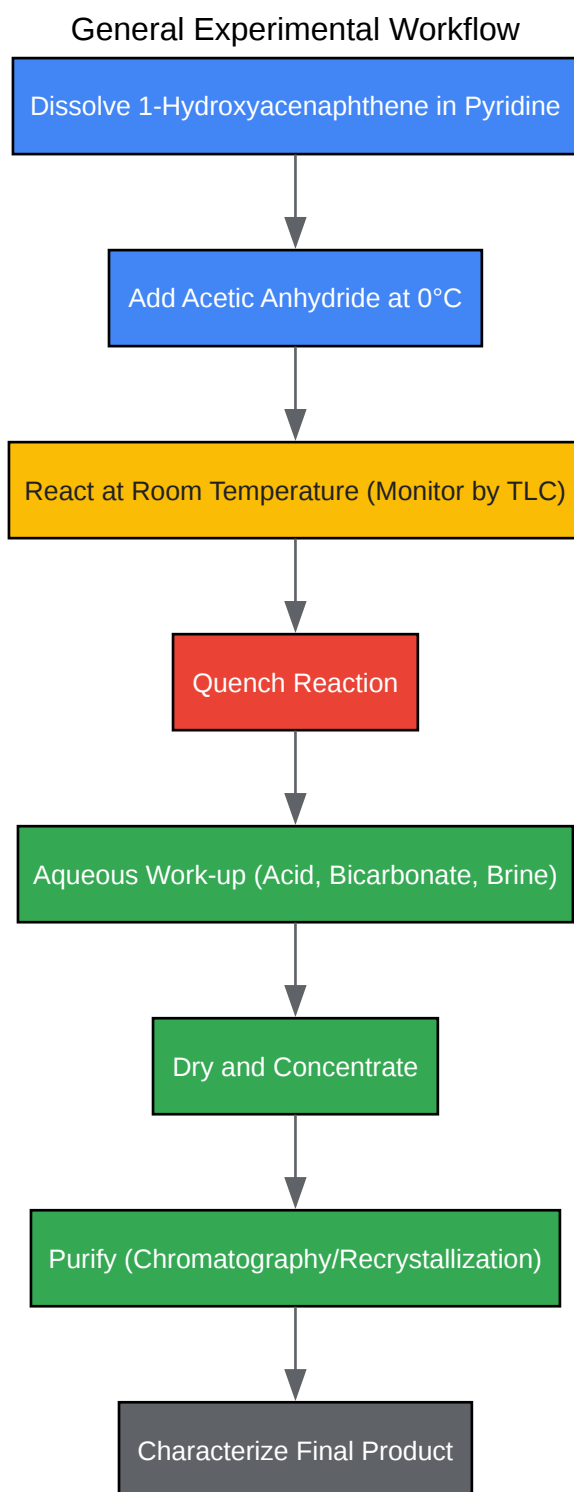 General Experimental Workflow
Dissolve 1-Hydroxyacenaphthene in Pyridine
Add Acetic Anhydride at 0°C
React at Room Temperature (Monitor by TLC)
Quench Reaction
Aqueous Work-up (Acid, Bicarbonate, Brine)
Dry and Concentrate
Purify (Chromatography/Recrystallization)
Characterize Final Product